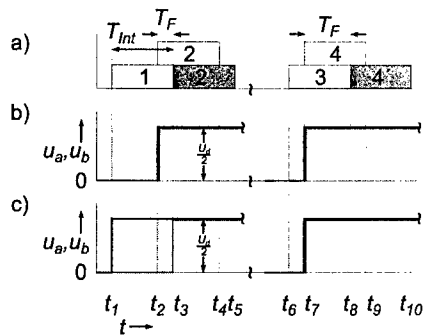 a)
T_F
T_F
T_Int
2
4
1
2
3
4
b)
u_a,u_b
u_d/2
0
c)
u_a,u_b
u_d/2
0
t_1 t_2 t_3 t_4 t_5 t_6 t_7 t_8 t_9 t_10
t